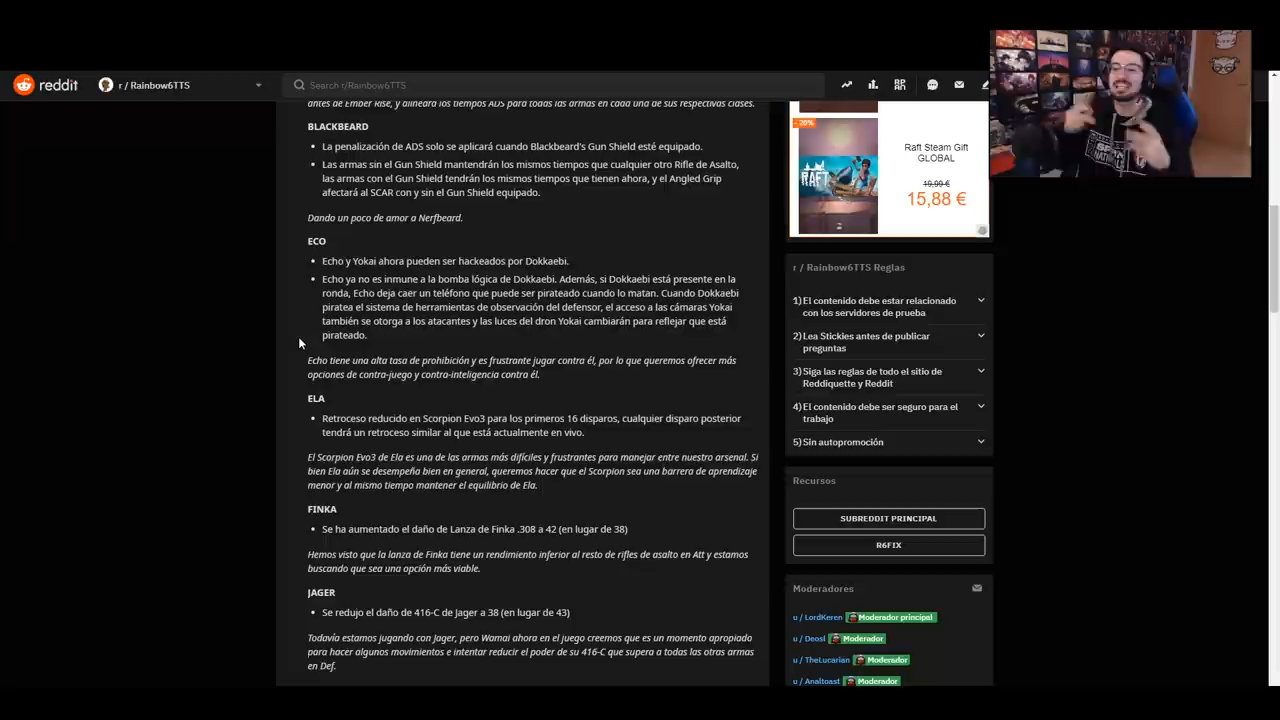 reddit
r / Rainbow6TTS
Search r/Rainbow6TTS
antes de Ember Rise, y alineará los tiempos ADS para todas las armas en cada una de sus respectivas clases.
BLACKBEARD
La penalización de ADS solo se aplicará cuando Blackbeard's Gun Shield esté equipado.
Las armas sin el Gun Shield mantendrán los mismos tiempos que cualquier otro Rifle de Asalto,
las armas con el Gun Shield tendrán los mismos tiempos que tienen ahora, y el Angled Grip
afectará al SCAR con y sin el Gun Shield equipado.
Dando un poco de amor a Nerfbeard.
ECO
Echo y Yokai ahora pueden ser hackeados por Dokkaebi.
Echo ya no es inmune a la bomba lógica de Dokkaebi. Además, si Dokkaebi está presente en la
ronda, Echo deja caer un teléfono que puede ser pirateado cuando lo matan. Cuando Dokkaebi
piratea el sistema de herramientas de observación del defensor, el acceso a las cámaras Yokai
también se otorga a los atacantes y las luces del dron Yokai cambiarán para reflejar que está
pirateado.
Echo tiene una alta tasa de prohibición y es frustrante jugar contra él, por lo que queremos ofrecer más
opciones de contra-juego y contra-inteligencia contra él.
ELA
Retroceso reducido en Scorpion Evo3 para los primeros 16 disparos, cualquier disparo posterior
tendrá un retroceso similar al que está actualmente en vivo.
El Scorpion Evo3 de Ela es una de las armas más difíciles y frustrantes para manejar entre nuestro arsenal. Si
bien Ela aún se desempeña bien en general, queremos hacer que el Scorpion sea una barrera de aprendizaje
menor y al mismo tiempo mantener el equilibrio de Ela.
FINKA
Se ha aumentado el daño de Lanza de Finka .308 a 42 (en lugar de 38)
Hemos visto que la lanza de Finka tiene un rendimiento inferior al resto de rifles de asalto en Att y estamos
buscando que sea una opción más viable.
JAGER
Se redujo el daño de 416-C de Jager a 38 (en lugar de 43)
Todavía estamos jugando con Jager, pero Wamai ahora en el juego creemos que es un momento apropiado
para hacer algunos movimientos e intentar reducir el poder de su 416-C que supera a todas las otras armas
en Def.
- 20%
RAFT
Raft Steam Gift
GLOBAL
19,99 €
15,88 €
r / Rainbow6TTS Reglas
1) El contenido debe estar relacionado
con los servidores de prueba
2) Lea Stickies antes de publicar
preguntas
3) Siga las reglas de todo el sitio de
Reddiquette y Reddit
4) El contenido debe ser seguro para el
trabajo
5) Sin autopromoción
Recursos
SUBREDDIT PRINCIPAL
R6FIX
Moderadores
u / LordKeren Moderador principal
u / Deosl Moderador
u / TheLucarian Moderador
u / Analtoast Moderador